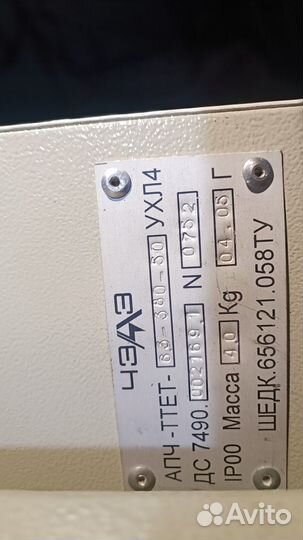 ЧЭАЗ
АПЧ-ТТЕТ-63-380-50 УХЛ4
ДС 7490.0027691 N 0752
IP00 Масса 40 Kg 04.05 Г
ШЕДК.656121.058ТУ
Avito